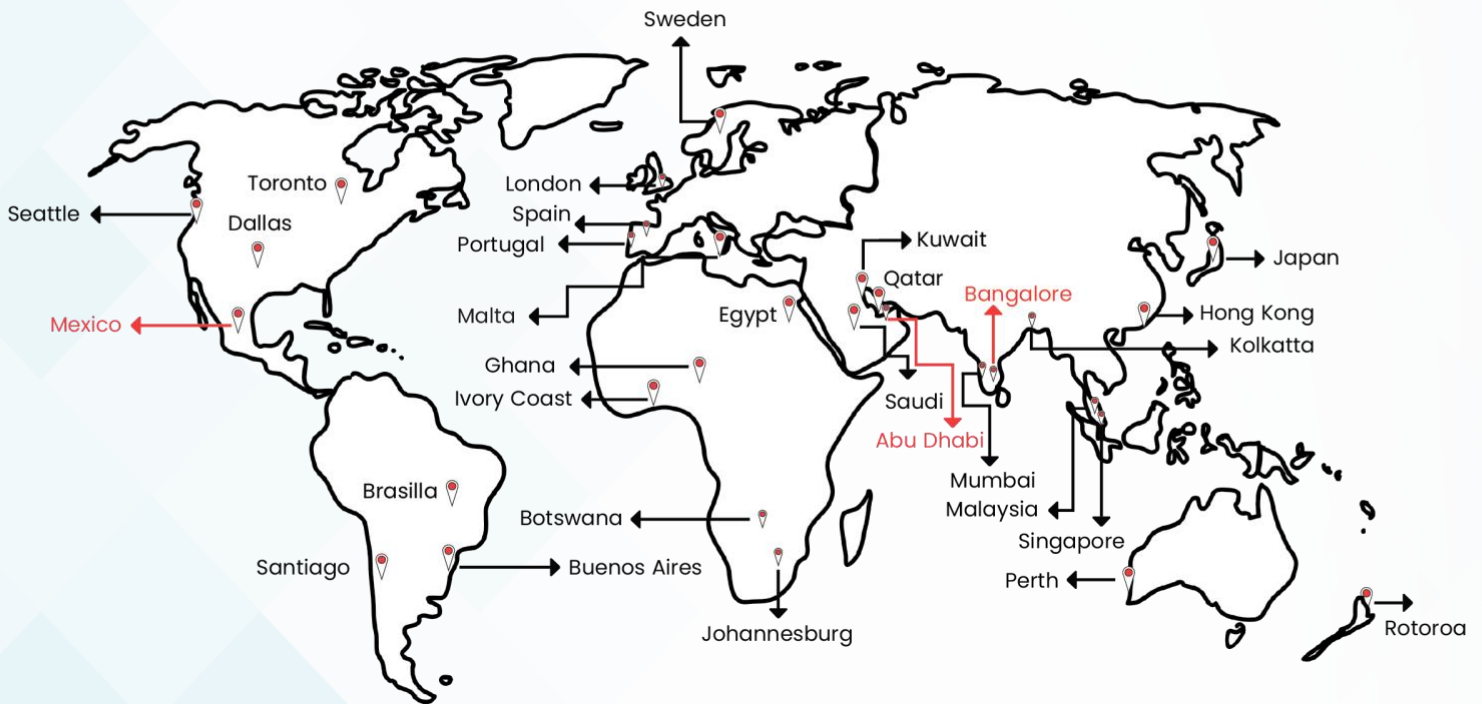 Sweden
Toronto
London
Seattle
Spain
Dallas
Portugal
Kuwait
Japan
Qatar
Bangalore
Mexico
Malta
Egypt
Hong Kong
Kolkatta
Ghana
Ivory Coast
Saudi
Abu Dhabi
Mumbai
Brasilla
Malaysia
Botswana
Singapore
Santiago
Buenos Aires
Perth
Johannesburg
Rotoroa